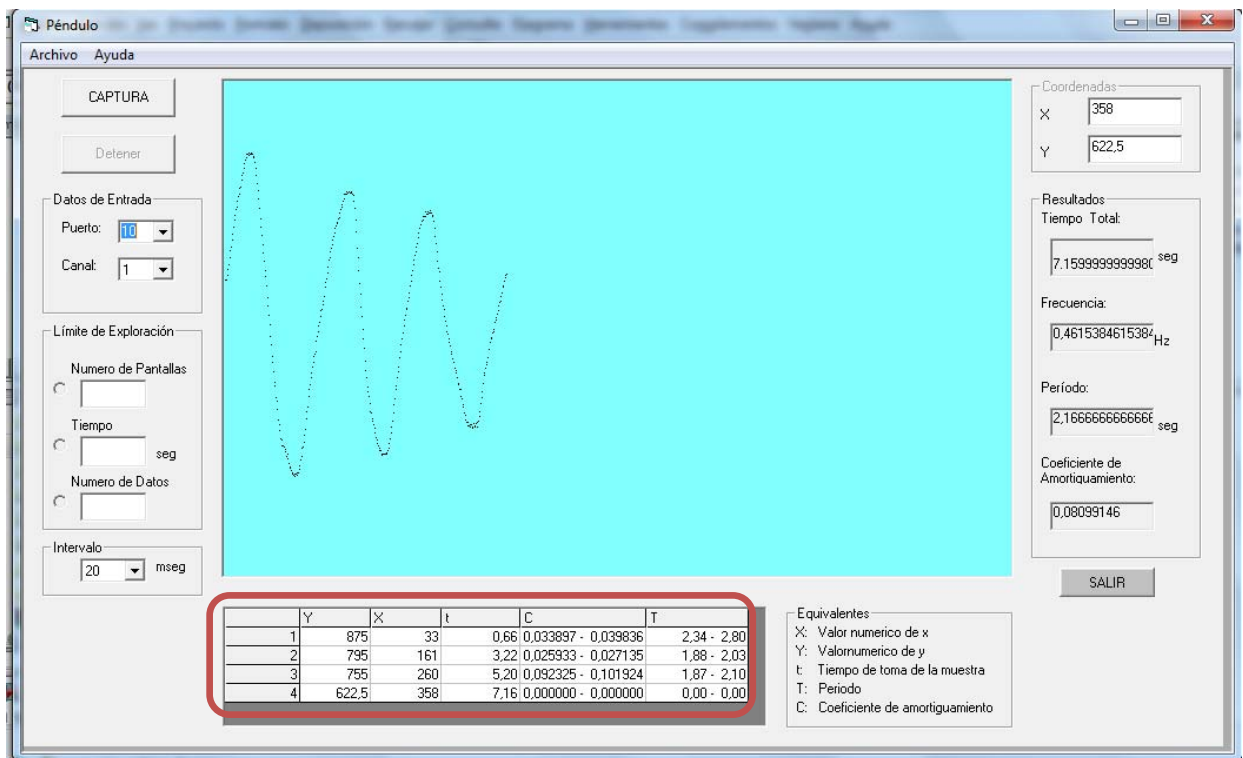 Péndulo
Archivo Ayuda
CAPTURA
Detener
Datos de Entrada
Puerto: 10
Canal: 1
Límite de Exploración
Numero de Pantallas
Tiempo
seg
Numero de Datos
Intervalo
20 mseg
Coordenadas
X 358
Y 622,5
Resultados
Tiempo Total:
7.1599999999980 seg
Frecuencia:
0,4615384615384 Hz
Período:
2,1666666666666 seg
Coeficiente de
Amortiguamiento:
0,08099146
SALIR
Y X t C T
1 875 33 0,66 0,033897 - 0,039836 2,34 - 2,80
2 795 161 3,22 0,025933 - 0,027135 1,88 - 2,03
3 755 260 5,20 0,092325 - 0,101924 1,87 - 2,10
4 622,5 358 7,16 0,000000 - 0,000000 0,00 - 0,00
Equivalentes
X: Valor numerico de x
Y: Valornumerico de y
t: Tiempo de toma de la muestra
T: Periodo
C: Coeficiente de amortiguamiento